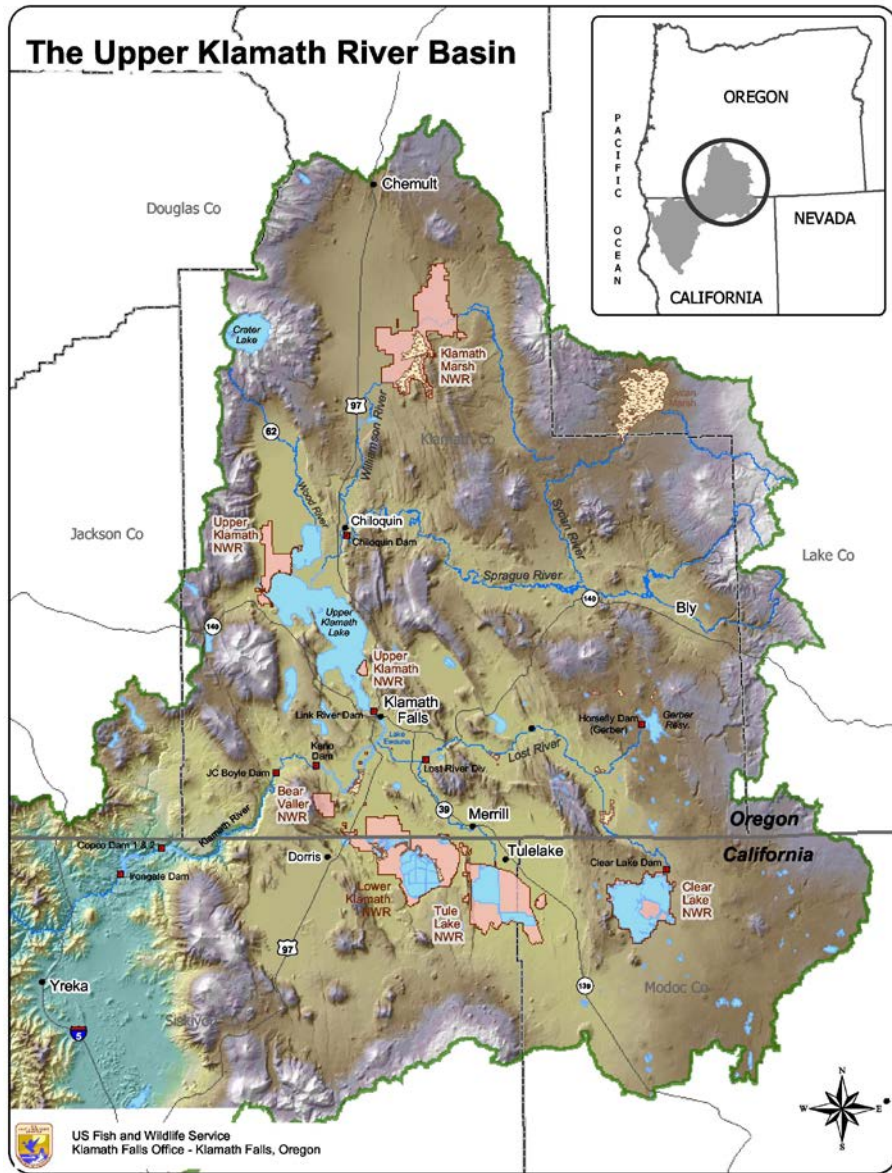 The Upper Klamath River Basin
OREGON
PACIFIC
OCEAN
NEVADA
CALIFORNIA
Chemult
Douglas Co
Crater
Lake
Klamath
Marsh
NWR
97
Williamson River
62
Klamath Co
Marsh
Wood River
Sycan River
Chiloquin
Chiloquin Dam
Upper
Klamath
NWR
Jackson Co
Lake Co
Sprague River
140
Bly
140
Upper
Klamath
Lake
Upper
Klamath
NWR
Link River Dam
Klamath
Falls
Lake
Ewauna
Horsefly Dam
(Gerber)
Gerber
Resv.
Lost River
Keno
Dam
Lost River Div.
JC Boyle Dam
Bear
Valler
NWR
39
Merrill
Klamath River
Oregon
California
Copco Dam 1 & 2
Dorris
Tulelake
Clear Lake Dam
Irongate Dam
Lower
Klamath
NWR
Tule
Lake
NWR
Clear
Lake
NWR
97
Yreka
139
Modoc Co
5
N
W
E
S
US Fish and Wildlife Service
Klamath Falls Office - Klamath Falls, Oregon